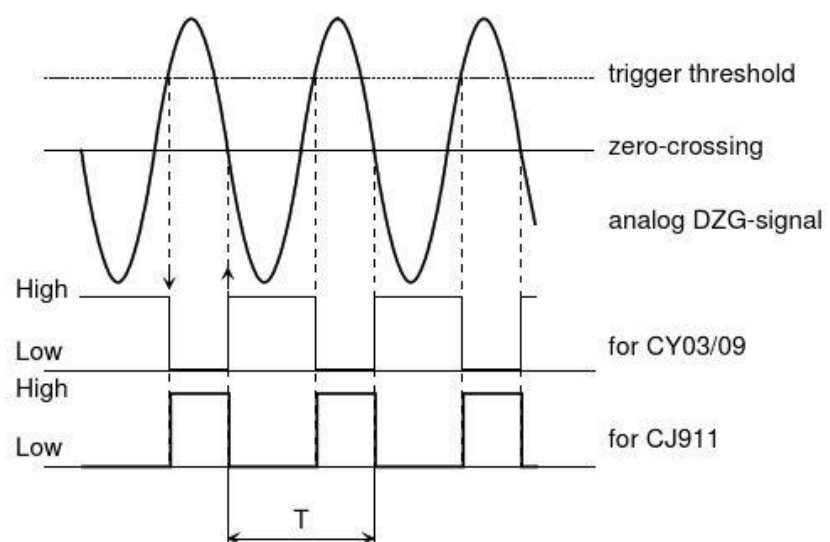 trigger threshold
zero-crossing
analog DZG-signal
High
Low
for CY03/09
High
Low
for CJ911
T